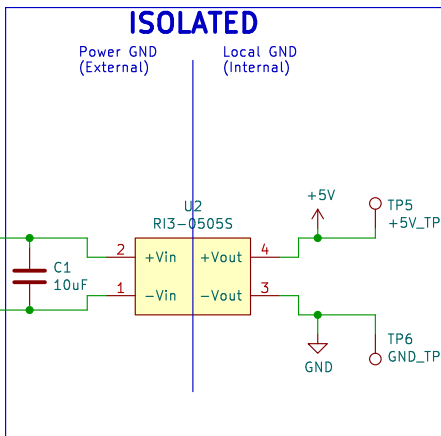 ISOLATED
Power GND
(External)
Local GND
(Internal)
U2
RI3-0505S
+5V
TP5
+5V_TP
2
+Vin
+Vout
4
C1
10uF
1
-Vin
-Vout
3
TP6
GND_TP
GND